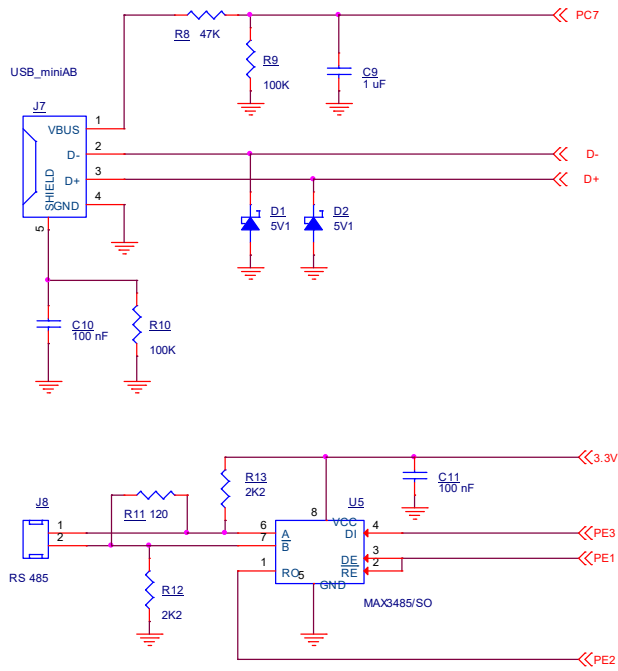 R8 47K
PC7
R9
100K
C9
1 uF
USB_miniAB
J7
VBUS 1
D- 2
D+ 3
GND 4
SHIELD
5
D-
D+
D1
5V1
D2
5V1
C10
100 nF
R10
100K
3.3V
R13
2K2
C11
100 nF
J8
R11 120
8
U5
1
2
6
7
A
B
VCC
DI
4
PE3
3
2
DE
RE
PE1
1
RO
5
GND
RS 485
R12
2K2
MAX3485/SO
PE2